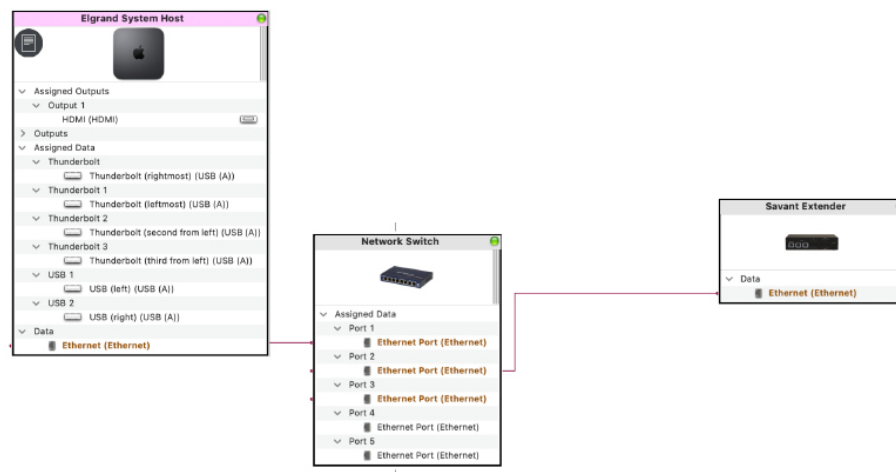 Elgrand System Host
Assigned Outputs
Output 1
HDMI (HDMI)
Outputs
Assigned Data
Thunderbolt
Thunderbolt (rightmost) (USB (A))
Thunderbolt 1
Thunderbolt (leftmost) (USB (A))
Thunderbolt 2
Thunderbolt (second from left) (USB (A))
Thunderbolt 3
Thunderbolt (third from left) (USB (A))
USB 1
USB (left) (USB (A))
USB 2
USB (right) (USB (A))
Data
Ethernet (Ethernet)
Network Switch
Assigned Data
Port 1
Ethernet Port (Ethernet)
Port 2
Ethernet Port (Ethernet)
Port 3
Ethernet Port (Ethernet)
Port 4
Ethernet Port (Ethernet)
Port 5
Ethernet Port (Ethernet)
Savant Extender
Data
Ethernet (Ethernet)